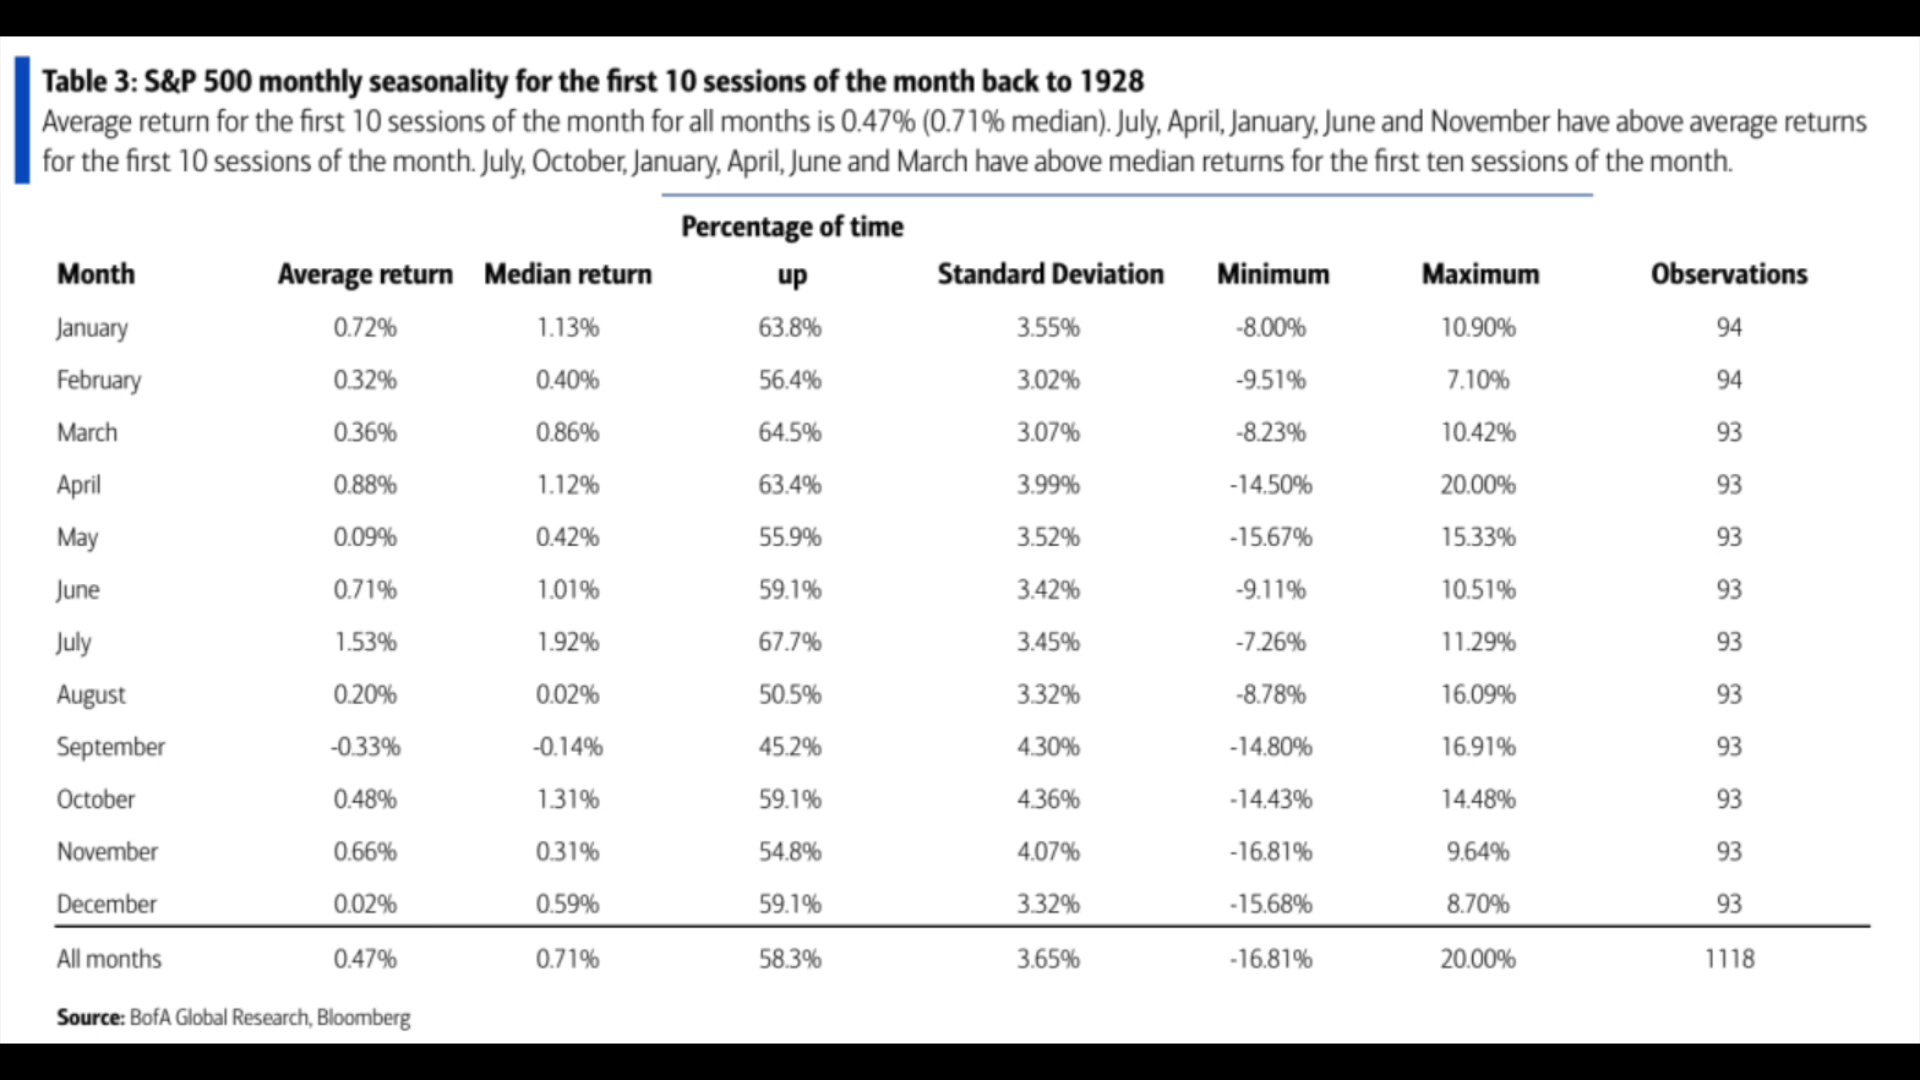 Table 3: S&P 500 monthly seasonality for the first 10 sessions of the month back to 1928
Average return for the first 10 sessions of the month for all months is 0.47% (0.71% median). July, April, January, June and November have above average returns
for the first 10 sessions of the month. July, October, January, April, June and March have above median returns for the first ten sessions of the month.
Percentage of time
Month Average return Median return up Standard Deviation Minimum Maximum Observations
January 0.72% 1.13% 63.8% 3.55% -8.00% 10.90% 94
February 0.32% 0.40% 56.4% 3.02% -9.51% 7.10% 94
March 0.36% 0.86% 64.5% 3.07% -8.23% 10.42% 93
April 0.88% 1.12% 63.4% 3.99% -14.50% 20.00% 93
May 0.09% 0.42% 55.9% 3.52% -15.67% 15.33% 93
June 0.71% 1.01% 59.1% 3.42% -9.11% 10.51% 93
July 1.53% 1.92% 67.7% 3.45% -7.26% 11.29% 93
August 0.20% 0.02% 50.5% 3.32% -8.78% 16.09% 93
September -0.33% -0.14% 45.2% 4.30% -14.80% 16.91% 93
October 0.48% 1.31% 59.1% 4.36% -14.43% 14.48% 93
November 0.66% 0.31% 54.8% 4.07% -16.81% 9.64% 93
December 0.02% 0.59% 59.1% 3.32% -15.68% 8.70% 93
All months 0.47% 0.71% 58.3% 3.65% -16.81% 20.00% 1118
Source: BofA Global Research, Bloomberg